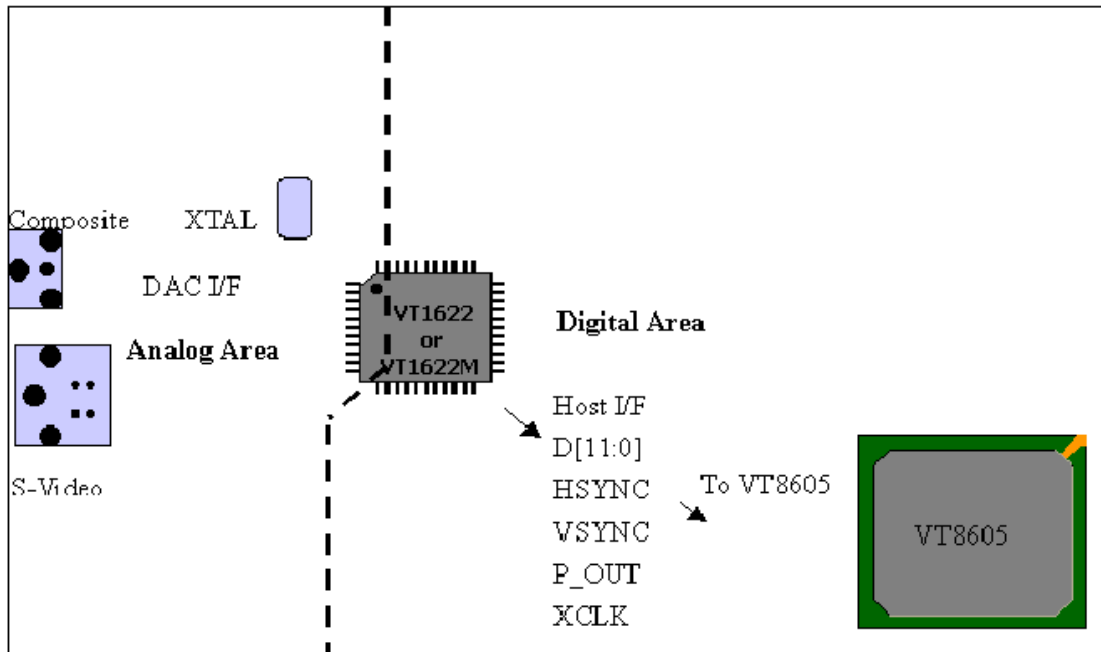 Composite
XTAL
DAC I/F
Analog Area
S-Video
VT1622
or
VT1622M
Digital Area
Host I/F
D[11:0]
HSYNC
VSYNC
P_OUT
XCLK
To VT8605
VT8605